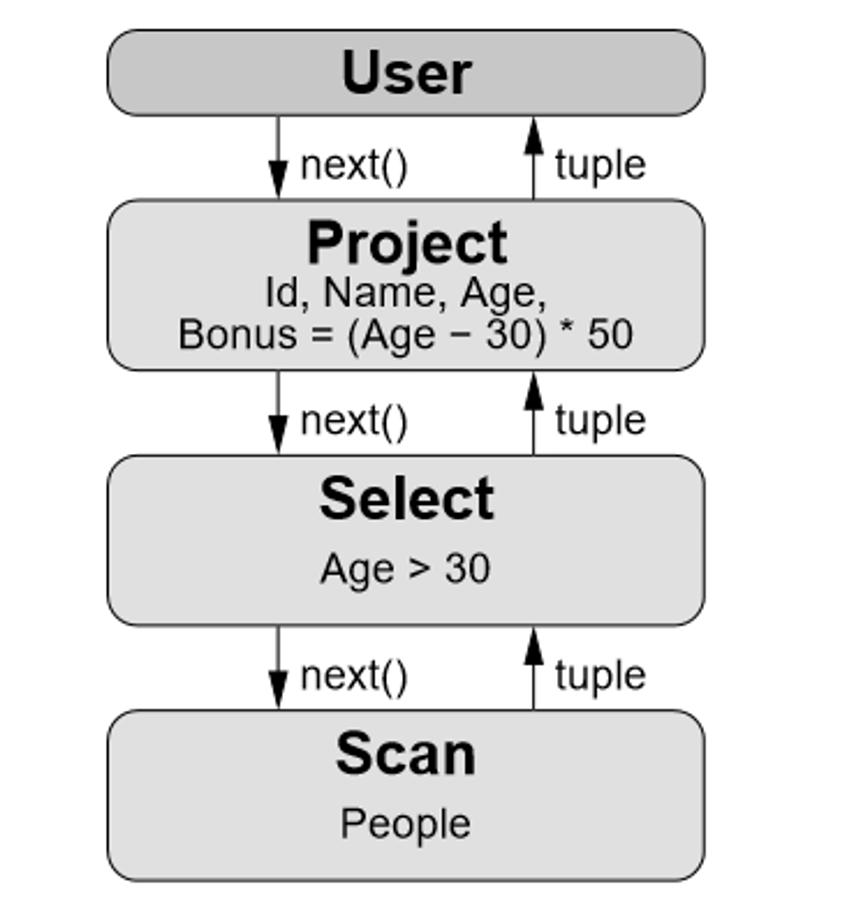 User
next() tuple
Project
Id, Name, Age,
Bonus = (Age − 30) * 50
next() tuple
Select
Age > 30
next() tuple
Scan
People